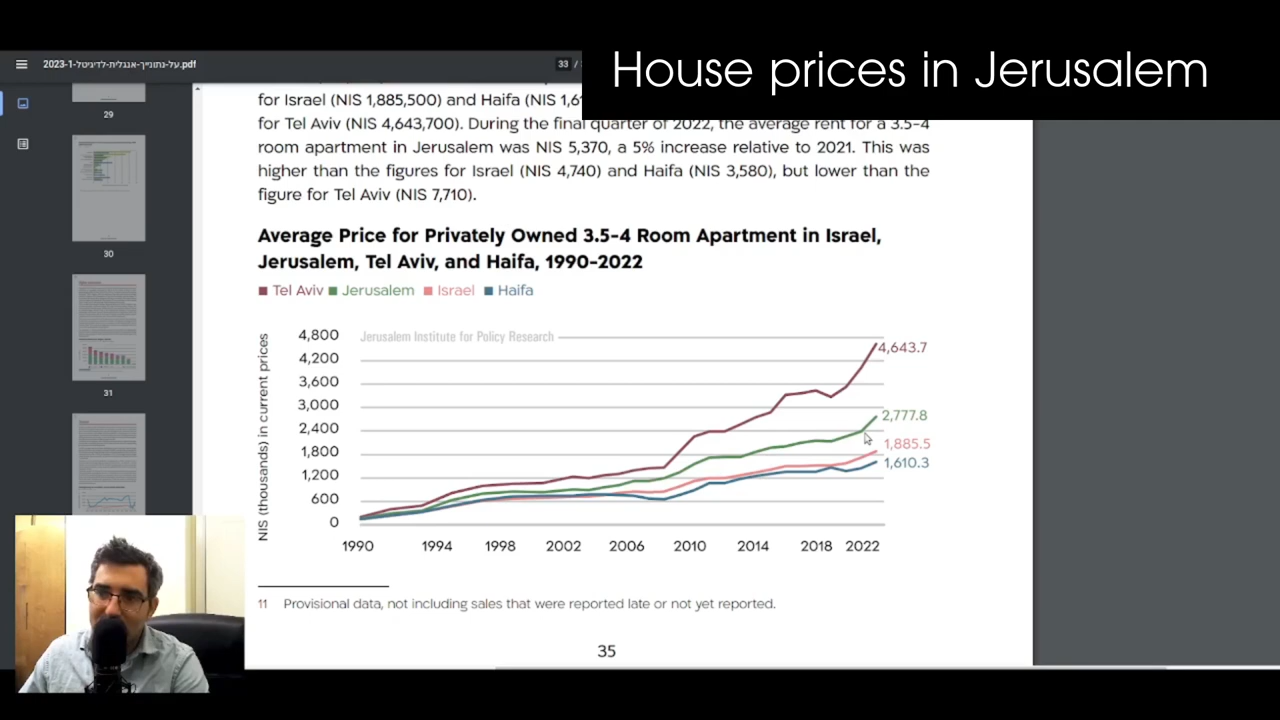 House prices in Jerusalem
על-נתונייך-אנגלית-לדיגיטל-1-2023.pdf
33 /
29
30
31
for Israel (NIS 1,885,500) and Haifa (NIS 1,61
for Tel Aviv (NIS 4,643,700). During the final quarter of 2022, the average rent for a 3.5-4
room apartment in Jerusalem was NIS 5,370, a 5% increase relative to 2021. This was
higher than the figures for Israel (NIS 4,740) and Haifa (NIS 3,580), but lower than the
figure for Tel Aviv (NIS 7,710).
Average Price for Privately Owned 3.5-4 Room Apartment in Israel,
Jerusalem, Tel Aviv, and Haifa, 1990-2022
Tel Aviv Jerusalem Israel Haifa
NIS (thousands) in current prices
Jerusalem Institute for Policy Research
4,800
4,200
3,600
3,000
2,400
1,800
1,200
600
0
4,643.7
2,777.8
1,885.5
1,610.3
1990 1994 1998 2002 2006 2010 2014 2018 2022
11 Provisional data, not including sales that were reported late or not yet reported.
35